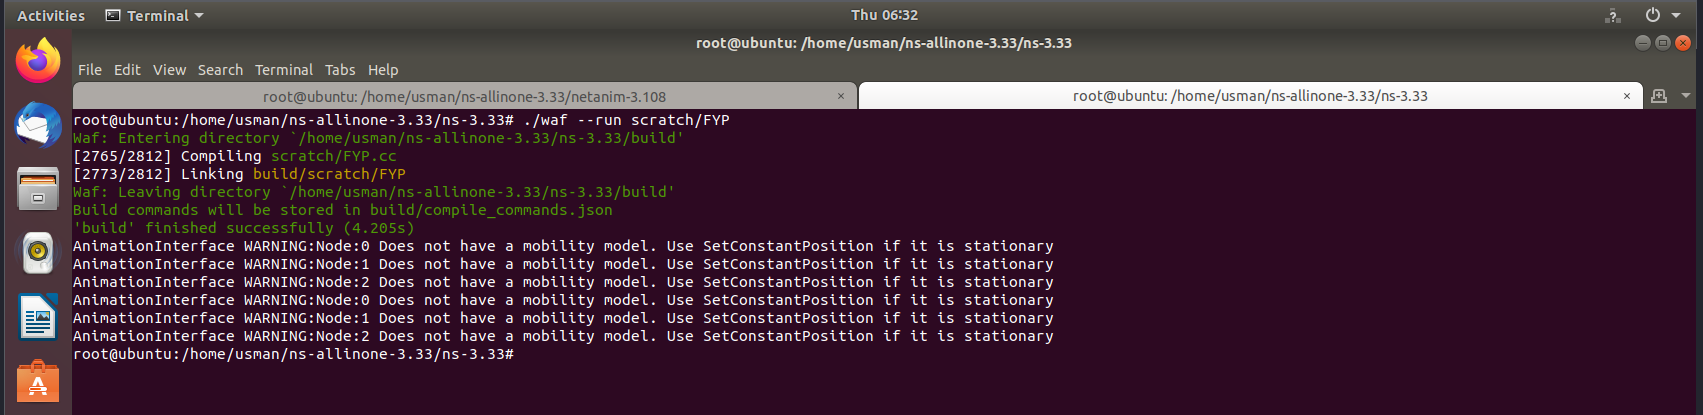 Activities Terminal Thu 06:32
root@ubuntu: /home/usman/ns-allinone-3.33/ns-3.33
File Edit View Search Terminal Tabs Help
root@ubuntu: /home/usman/ns-allinone-3.33/netanim-3.108 × root@ubuntu: /home/usman/ns-allinone-3.33/ns-3.33 ×
root@ubuntu:/home/usman/ns-allinone-3.33/ns-3.33# ./waf --run scratch/FYP
Waf: Entering directory `/home/usman/ns-allinone-3.33/ns-3.33/build'
[2765/2812] Compiling scratch/FYP.cc
[2773/2812] Linking build/scratch/FYP
Waf: Leaving directory `/home/usman/ns-allinone-3.33/ns-3.33/build'
Build commands will be stored in build/compile_commands.json
'build' finished successfully (4.205s)
AnimationInterface WARNING:Node:0 Does not have a mobility model. Use SetConstantPosition if it is stationary
AnimationInterface WARNING:Node:1 Does not have a mobility model. Use SetConstantPosition if it is stationary
AnimationInterface WARNING:Node:2 Does not have a mobility model. Use SetConstantPosition if it is stationary
AnimationInterface WARNING:Node:0 Does not have a mobility model. Use SetConstantPosition if it is stationary
AnimationInterface WARNING:Node:1 Does not have a mobility model. Use SetConstantPosition if it is stationary
AnimationInterface WARNING:Node:2 Does not have a mobility model. Use SetConstantPosition if it is stationary
root@ubuntu:/home/usman/ns-allinone-3.33/ns-3.33#